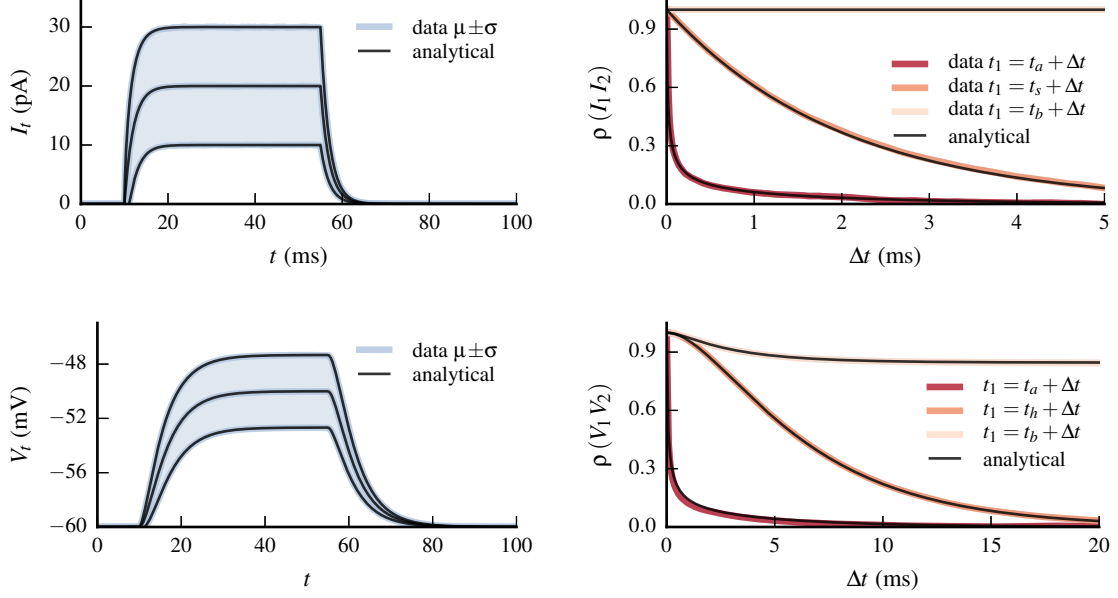 30
20
10
0
I_t (pA)
data μ±σ
analytical
0 20 40 60 80 100
t (ms)
0.9
0.6
0.3
0.0
ρ (I_1 I_2)
data t_1 = t_a + Δt
data t_1 = t_s + Δt
data t_1 = t_b + Δt
analytical
0 1 2 3 4 5
Δt (ms)
−48
−52
−56
−60
V_t (mV)
data μ±σ
analytical
0 20 40 60 80 100
t
0.9
0.6
0.3
0.0
ρ (V_1 V_2)
t_1 = t_a + Δt
t_1 = t_h + Δt
t_1 = t_b + Δt
analytical
0 5 10 15 20
Δt (ms)